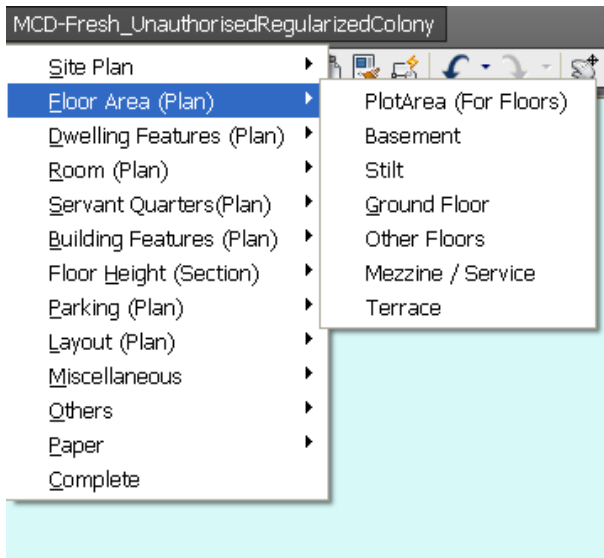 MCD-Fresh_UnauthorisedRegularizedColony
Site Plan
Floor Area (Plan)
Dwelling Features (Plan)
Room (Plan)
Servant Quarters(Plan)
Building Features (Plan)
Floor Height (Section)
Parking (Plan)
Layout (Plan)
Miscellaneous
Others
Paper
Complete
PlotArea (For Floors)
Basement
Stilt
Ground Floor
Other Floors
Mezzine / Service
Terrace